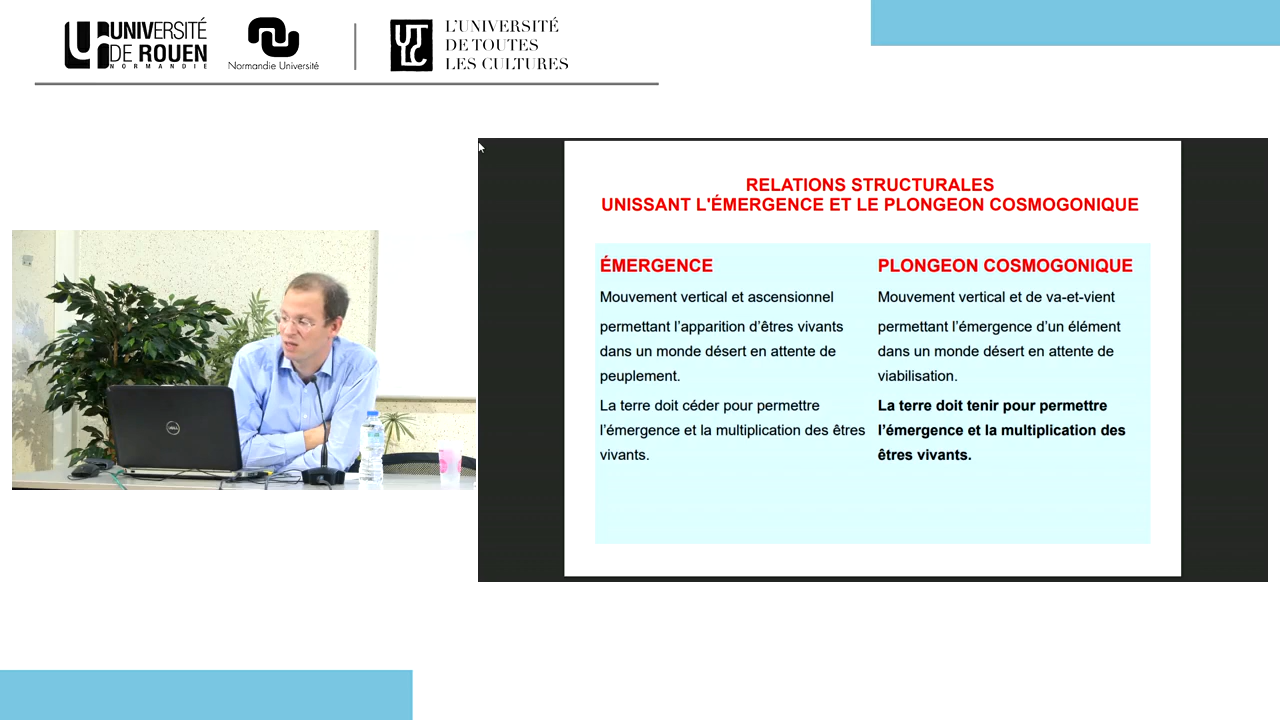 UNIVERSITÉ
DE ROUEN
NORMANDIE
Normandie Université
UTLC
L'UNIVERSITÉ
DE TOUTES
LES CULTURES
RELATIONS STRUCTURALES
UNISSANT L'ÉMERGENCE ET LE PLONGEON COSMOGONIQUE
ÉMERGENCE
Mouvement vertical et ascensionnel
permettant l’apparition d’êtres vivants
dans un monde désert en attente de
peuplement.
La terre doit céder pour permettre
l’émergence et la multiplication des êtres
vivants.
PLONGEON COSMOGONIQUE
Mouvement vertical et de va-et-vient
permettant l’émergence d’un élément
dans un monde désert en attente de
viabilisation.
La terre doit tenir pour permettre
l’émergence et la multiplication des
êtres vivants.
DELL